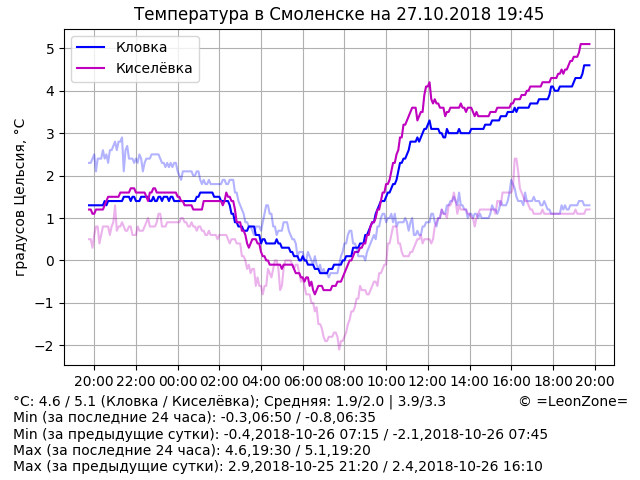 Температура в Смоленске на 27.10.2018 19:45
Кловка
Киселёвка
градусов Цельсия, °C
5
4
3
2
1
0
−1
−2
20:00 22:00 00:00 02:00 04:00 06:00 08:00 10:00 12:00 14:00 16:00 18:00 20:00
°C: 4.6 / 5.1 (Кловка / Киселёвка); Средняя: 1.9/2.0 | 3.9/3.3 © =LeonZone=
Min (за последние 24 часа): -0.3,06:50 / -0.8,06:35
Min (за предыдущие сутки): -0.4,2018-10-26 07:15 / -2.1,2018-10-26 07:45
Max (за последние 24 часа): 4.6,19:30 / 5.1,19:20
Max (за предыдущие сутки): 2.9,2018-10-25 21:20 / 2.4,2018-10-26 16:10